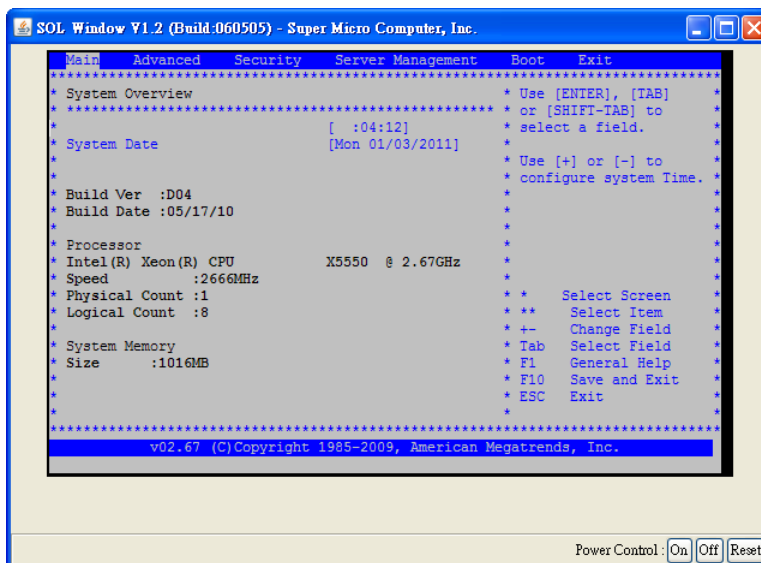 SOL Window V1.2 (Build:060505) - Super Micro Computer, Inc.
Main Advanced Security Server Management Boot Exit
********************************************************************************
* System Overview * Use [ENTER], [TAB] *
* *************************************************** * or [SHIFT-TAB] to *
* [ :04:12] * select a field. *
* System Date [Mon 01/03/2011] * *
* * Use [+] or [-] to *
* * configure system Time. *
* Build Ver :D04 * *
* Build Date :05/17/10 * *
* * *
* Processor * *
* Intel(R) Xeon(R) CPU X5550 @ 2.67GHz * *
* Speed :2666MHz * *
* Physical Count :1 * * Select Screen *
* Logical Count :8 * ** Select Item *
* * +- Change Field *
* System Memory * Tab Select Field *
* Size :1016MB * F1 General Help *
* * F10 Save and Exit *
* * ESC Exit *
* * *
********************************************************************************
v02.67 (C)Copyright 1985-2009, American Megatrends, Inc.
Power Control : On Off Reset